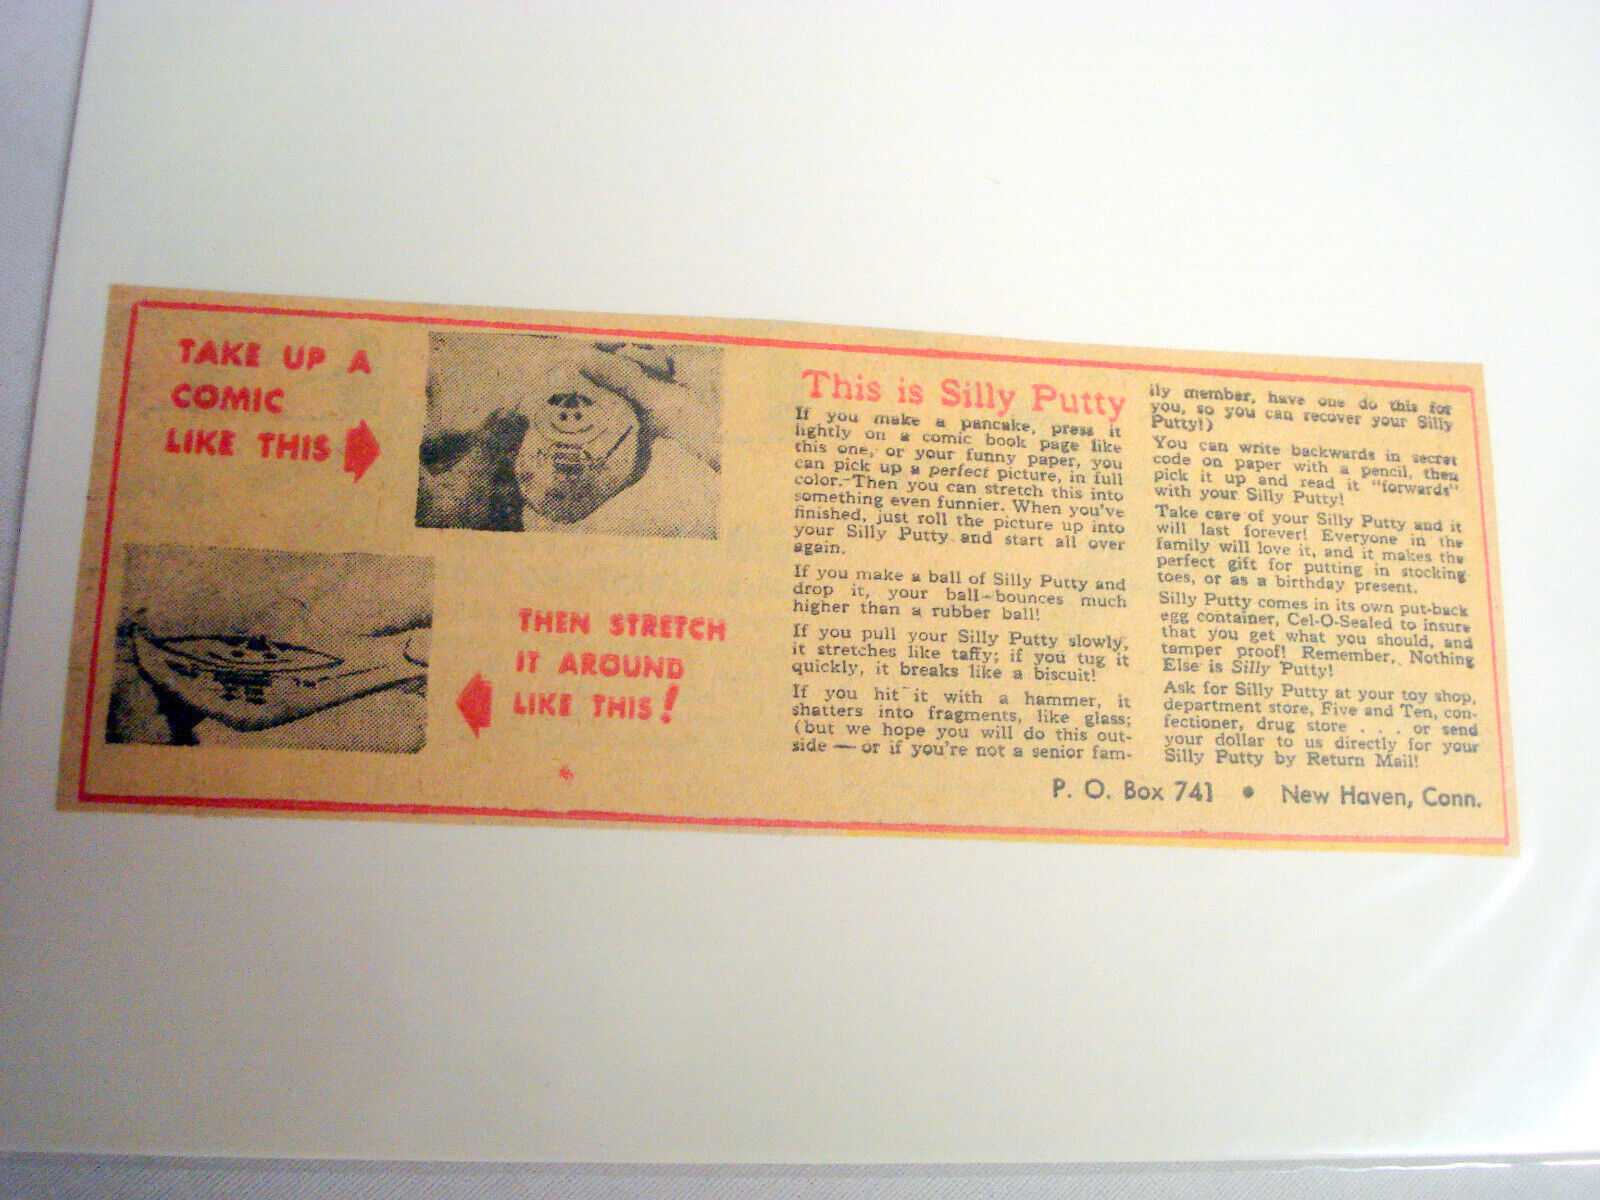 TAKE UP A
COMIC
LIKE THIS
THEN STRETCH
IT AROUND
LIKE THIS!
This is Silly Putty
If you make a pancake, press it
lightly on a comic book page like
this one, or your funny paper, you
can pick up a perfect picture, in full
color. Then you can stretch this into
something even funnier. When you've
finished, just roll the picture up into
your Silly Putty and start all over
again.
If you make a ball of Silly Putty and
drop it, your ball bounces much
higher than a rubber ball!
If you pull your Silly Putty slowly,
it stretches like taffy; if you tug it
quickly, it breaks like a biscuit!
If you hit it with a hammer, it
shatters into fragments, like glass;
(but we hope you will do this out-
side — or if you're not a senior fam-
ily member, have one do this for
you, so you can recover your Silly
Putty!)
You can write backwards in secret
code on paper with a pencil, then
pick it up and read it "forwards"
with your Silly Putty!
Take care of your Silly Putty and it
will last forever! Everyone in the
family will love it, and it makes the
perfect gift for putting in stocking
toes, or as a birthday present.
Silly Putty comes in its own put-back
egg container, Cel-O-Sealed to insure
that you get what you should, and
tamper proof! Remember, Nothing
Else is Silly Putty!
Ask for Silly Putty at your toy shop,
department store, Five and Ten, con-
fectioner, drug store . . . or send
your dollar to us directly for your
Silly Putty by Return Mail!
P. O. Box 741 • New Haven, Conn.